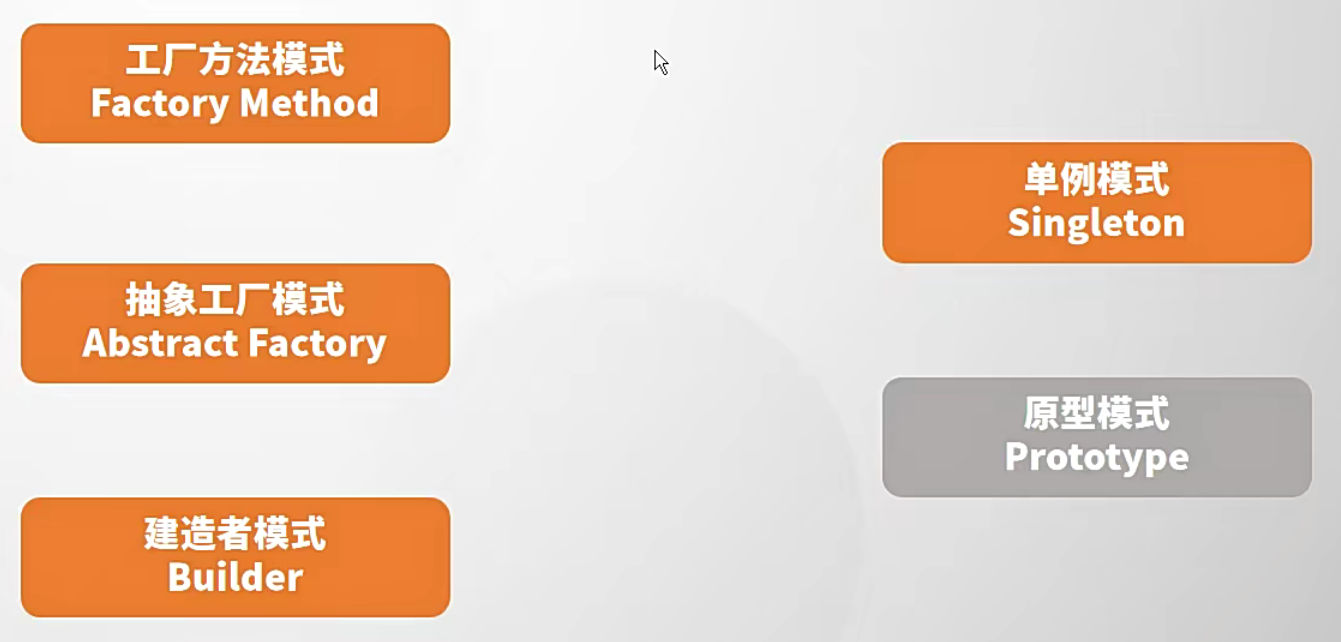 工厂方法模式
Factory Method
抽象工厂模式
Abstract Factory
建造者模式
Builder
单例模式
Singleton
原型模式
Prototype